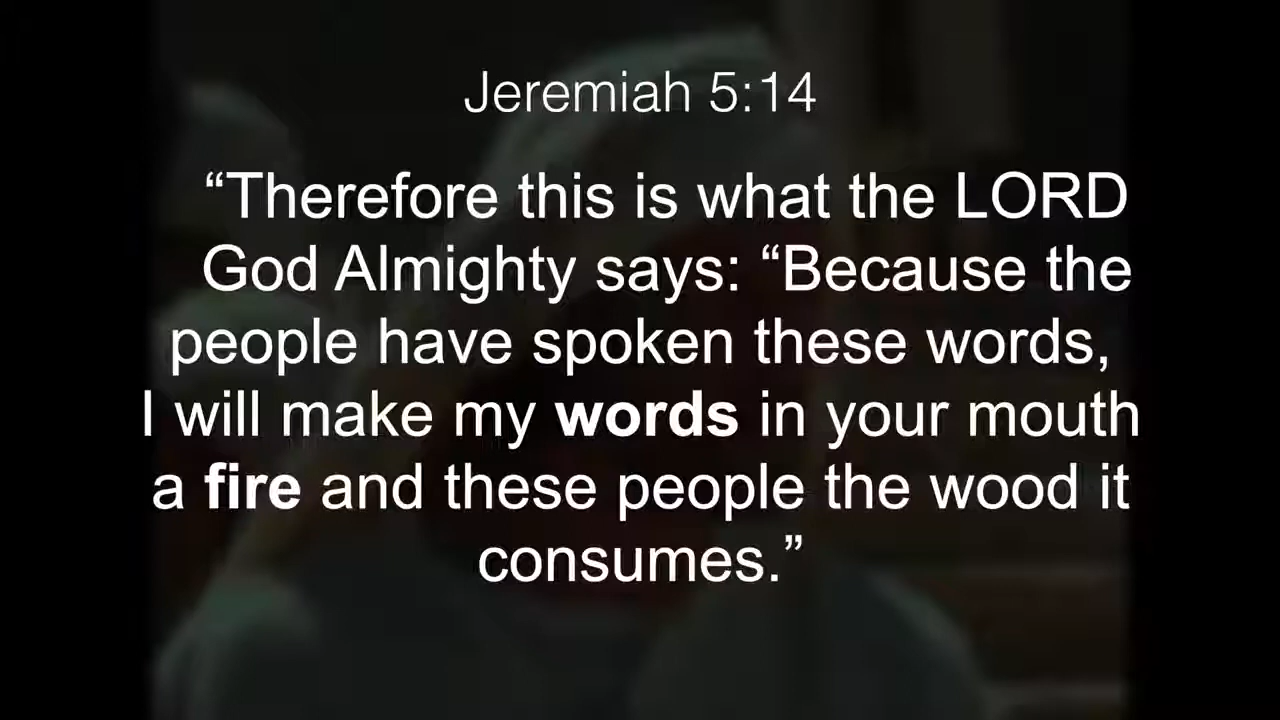 Jeremiah 5:14
“Therefore this is what the LORD
God Almighty says: “Because the
people have spoken these words,
I will make my words in your mouth
a fire and these people the wood it
consumes.”